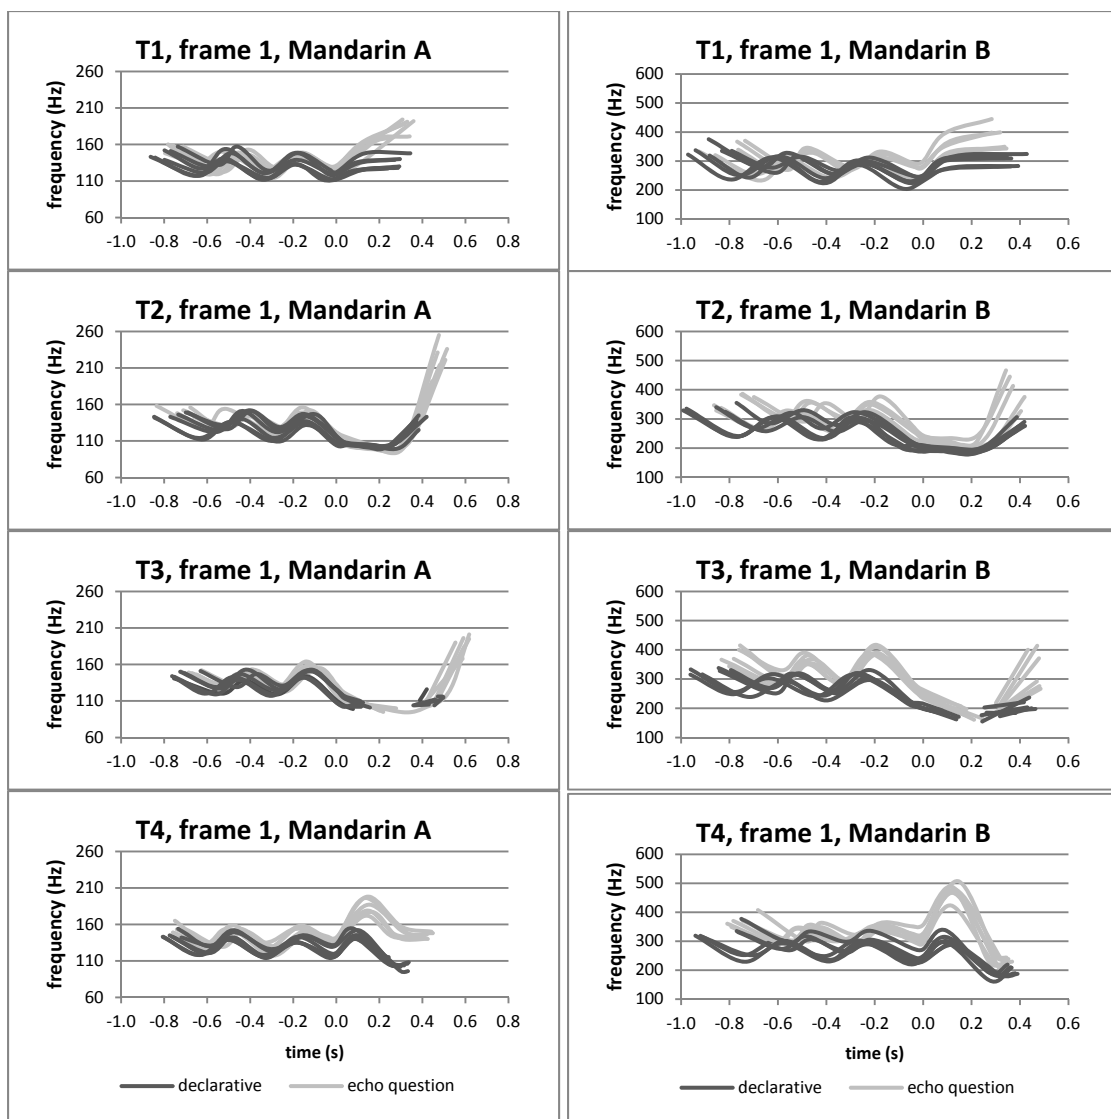 T1, frame 1, Mandarin A
frequency (Hz)
260
210
160
110
60
-1.0 -0.8 -0.6 -0.4 -0.2 0.0 0.2 0.4 0.6 0.8
T1, frame 1, Mandarin B
frequency (Hz)
600
500
400
300
200
100
-1.0 -0.8 -0.6 -0.4 -0.2 0.0 0.2 0.4 0.6
T2, frame 1, Mandarin A
frequency (Hz)
260
210
160
110
60
-1.0 -0.8 -0.6 -0.4 -0.2 0.0 0.2 0.4 0.6 0.8
T2, frame 1, Mandarin B
frequency (Hz)
600
500
400
300
200
100
-1.0 -0.8 -0.6 -0.4 -0.2 0.0 0.2 0.4 0.6
T3, frame 1, Mandarin A
frequency (Hz)
260
210
160
110
60
-1.0 -0.8 -0.6 -0.4 -0.2 0.0 0.2 0.4 0.6 0.8
T3, frame 1, Mandarin B
frequency (Hz)
600
500
400
300
200
100
-1.0 -0.8 -0.6 -0.4 -0.2 0.0 0.2 0.4 0.6
T4, frame 1, Mandarin A
frequency (Hz)
260
210
160
110
60
-1.0 -0.8 -0.6 -0.4 -0.2 0.0 0.2 0.4 0.6 0.8
time (s)
declarative echo question
T4, frame 1, Mandarin B
frequency (Hz)
600
500
400
300
200
100
-1.0 -0.8 -0.6 -0.4 -0.2 0.0 0.2 0.4 0.6
time (s)
declarative echo question